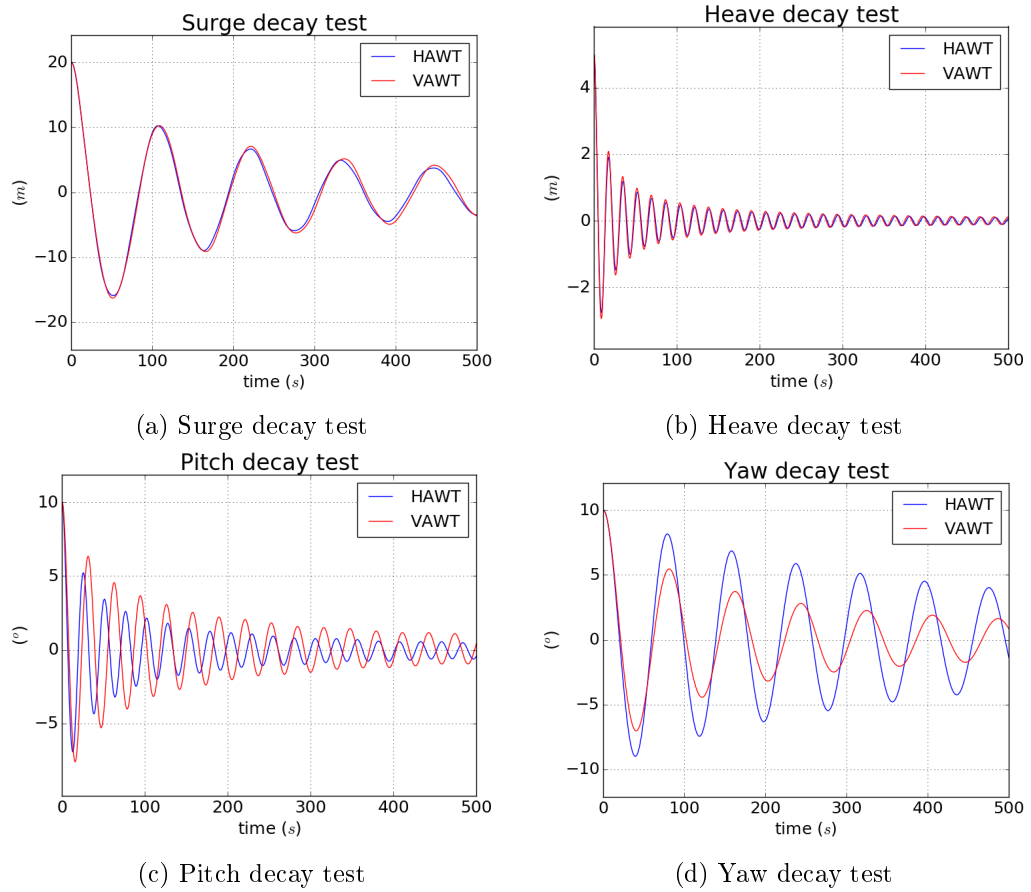 Surge decay test
HAWT
VAWT
20
10
0
−10
−20
(m)
0 100 200 300 400 500
time (s)
(a) Surge decay test
Heave decay test
HAWT
VAWT
4
2
0
−2
(m)
0 100 200 300 400 500
time (s)
(b) Heave decay test
Pitch decay test
HAWT
VAWT
10
5
0
−5
(°)
0 100 200 300 400 500
time (s)
(c) Pitch decay test
Yaw decay test
HAWT
VAWT
10
5
0
−5
−10
(°)
0 100 200 300 400 500
time (s)
(d) Yaw decay test